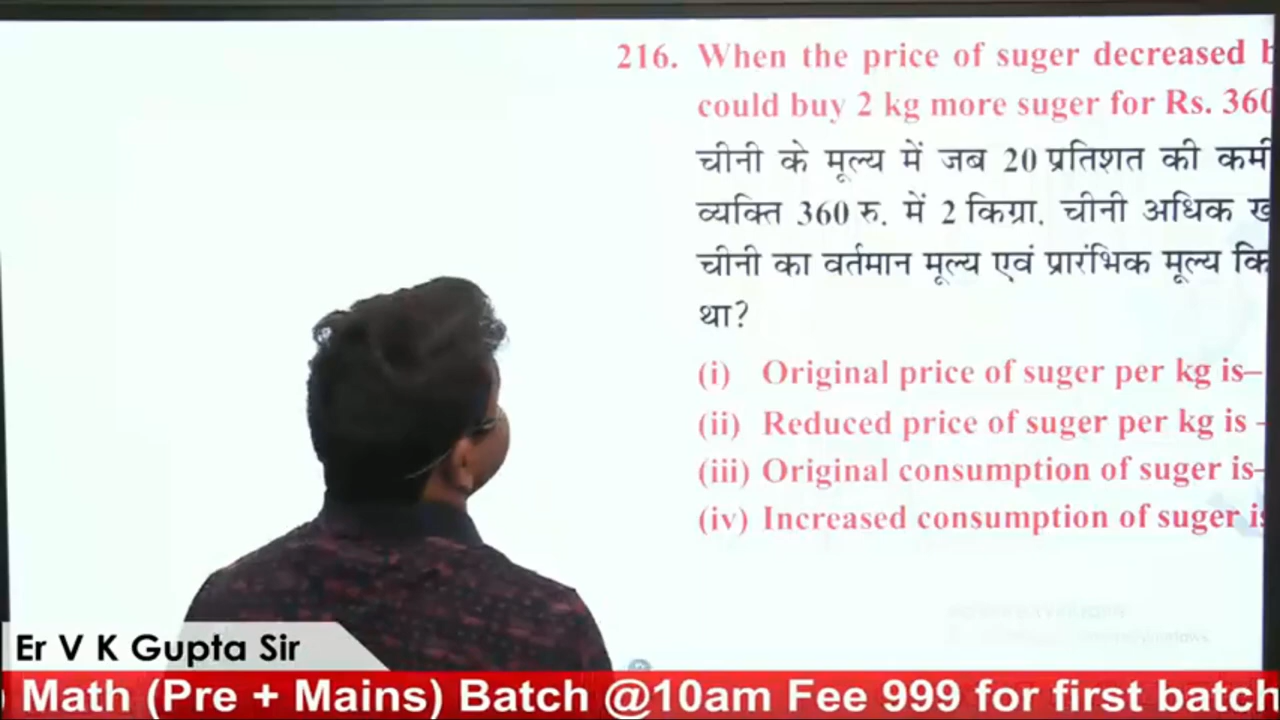 216. When the price of suger decreased
could buy 2 kg more suger for Rs. 360
चीनी के मूल्य में जब 20 प्रतिशत की कमी
व्यक्ति 360 रु. में 2 किग्रा. चीनी अधिक
चीनी का वर्तमान मूल्य एवं प्रारंभिक मूल्य
था?
(i) Original price of suger per kg is–
(ii) Reduced price of suger per kg is -
(iii) Original consumption of suger is-
(iv) Increased consumption of suger is
Er V K Gupta Sir
) Math (Pre + Mains) Batch @10am Fee 999 for first batch